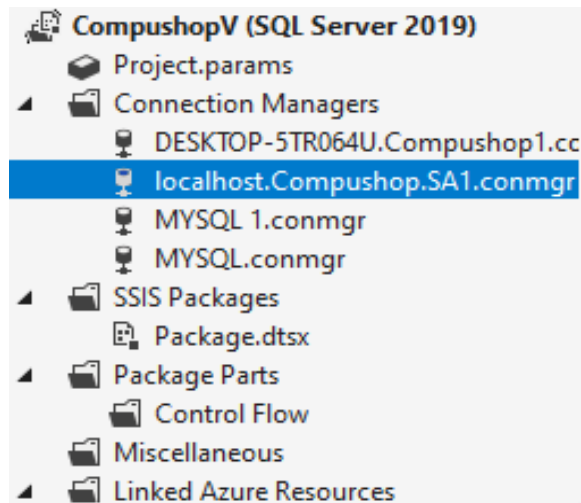 CompushopV (SQL Server 2019)
Project.params
Connection Managers
DESKTOP-5TR064U.Compushop1.cc
localhost.Compushop.SA1.conmgr
MYSQL 1.conmgr
MYSQL.conmgr
SSIS Packages
Package.dtsx
Package Parts
Control Flow
Miscellaneous
Linked Azure Resources